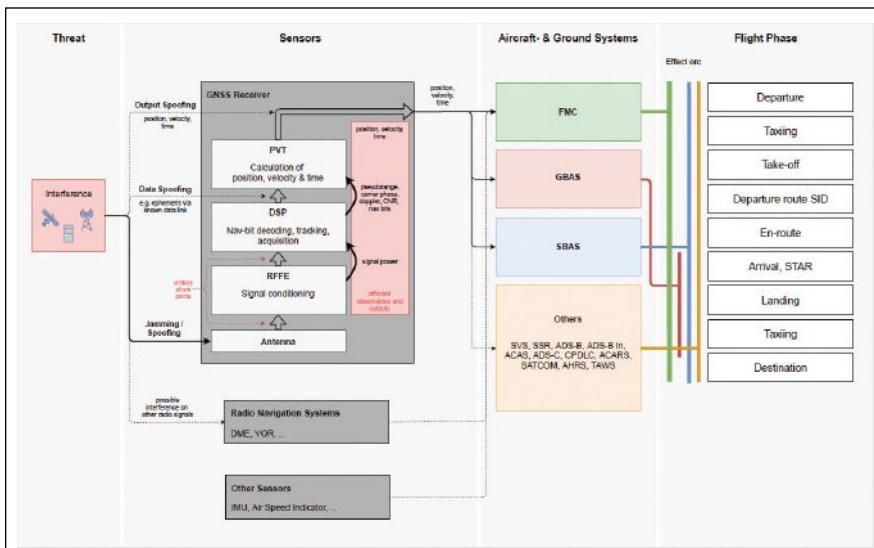 Threat
Sensors
Aircraft- & Ground Systems
Flight Phase
Effect on:
Output Spoofing
position, velocity,
time
GNSS Receiver
position, velocity,
time
position,
velocity,
time
PVT
Calculation of
position, velocity & time
Interference
Data Spoofing
e.g. ephemeris via
known data link
pseudorange,
carrier phase,
doppler, CNR,
nav bits
DSP
Nav-bit decoding, tracking,
acquisition
signal power
RFFE
Signal conditioning
attack
points
affected
observables and
outputs
Jamming /
Spoofing
Antenna
possible
interference on
other radio signals
Radio Navigation Systems
DME, VOR, ...
Other Sensors
IMU, Air Speed Indicator, ...
FMC
GBAS
SBAS
Others
SVS, SSR, ADS-B, ADS-B In,
ACAS, ADS-C, CPDLC, ACARS,
SATCOM, AHRS, TAWS
Departure
Taxiing
Take-off
Departure route SID
En-route
Arrival, STAR
Landing
Taxiing
Destination